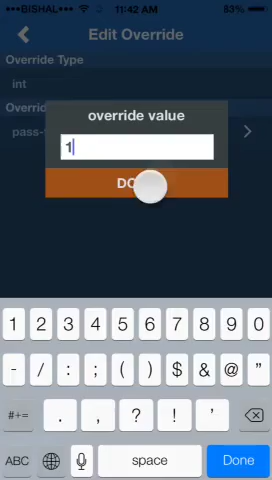 •••BISHAL••• 11:42 AM 83%
Edit Override
Override Type
int
override value
1
1 2 3 4 5 6 7 8 9 0
- / : ; ( ) $ & @ "
#+= . , ? ! ’
ABC space Done